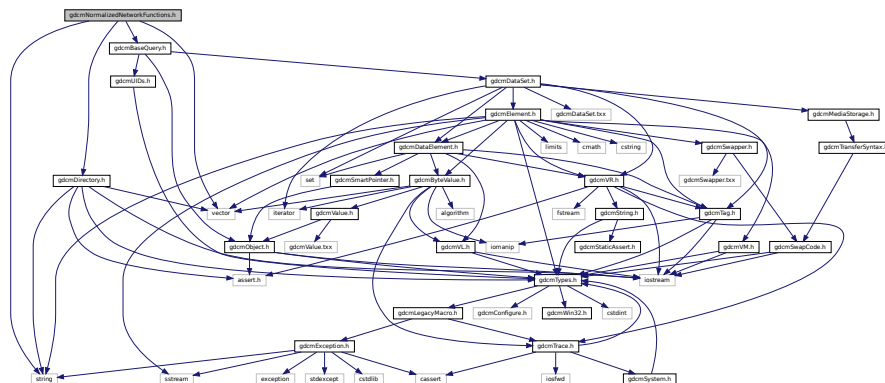 gdcmNormalizedNetworkFunctions.h
gdcmBaseQuery.h
gdcmUIDs.h
gdcmDataSet.h
gdcmElement.h
gdcmDataSet.txx
gdcmMediaStorage.h
gdcmDataElement.h
limits
cmath
cstring
gdcmSwapper.h
gdcmTransferSyntax.h
gdcmDirectory.h
set
gdcmSmartPointer.h
gdcmByteValue.h
gdcmVR.h
gdcmSwapper.txx
vector
iterator
gdcmValue.h
algorithm
fstream
gdcmString.h
gdcmTag.h
gdcmObject.h
gdcmValue.txx
gdcmVL.h
iomanip
gdcmStaticAssert.h
gdcmVM.h
gdcmSwapCode.h
assert.h
gdcmTypes.h
iostream
gdcmLegacyMacro.h
gdcmConfigure.h
gdcmWin32.h
cstdint
gdcmException.h
gdcmTrace.h
string
sstream
exception
stdexcept
cstdlib
cassert
iosfwd
gdcmSystem.h